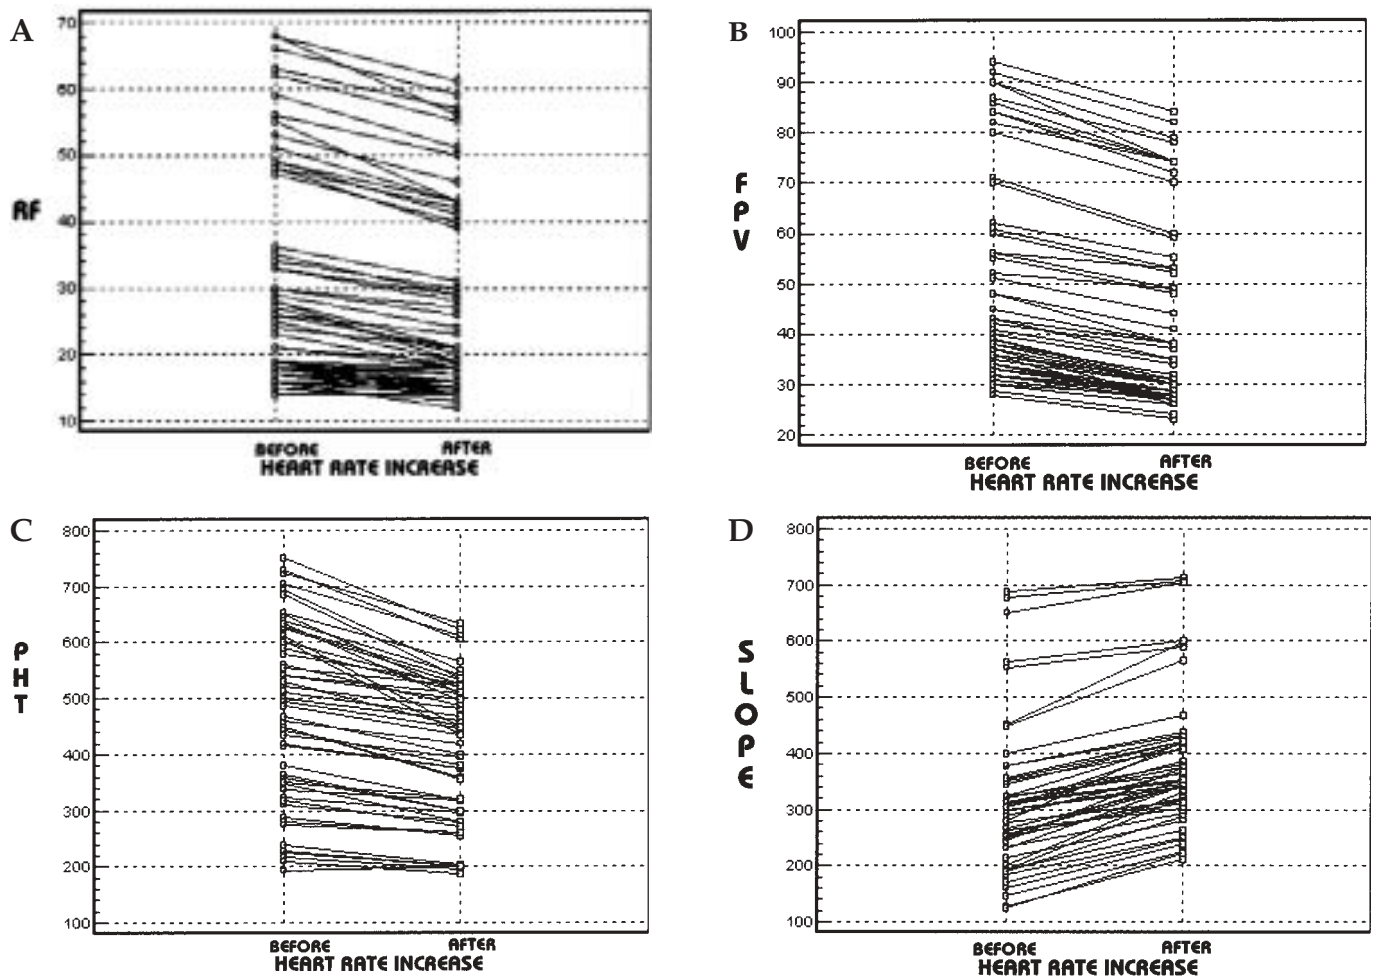 A
70
60
50
RF
40
30
20
10
BEFORE
AFTER
HEART RATE INCREASE
B
100
90
80
70
F
P
V
60
50
40
30
20
BEFORE
AFTER
HEART RATE INCREASE
C
800
700
600
P
H
T
500
400
300
200
100
BEFORE
AFTER
HEART RATE INCREASE
D
800
700
600
S
L
O
P
E
500
400
300
200
100
BEFORE
AFTER
HEART RATE INCREASE